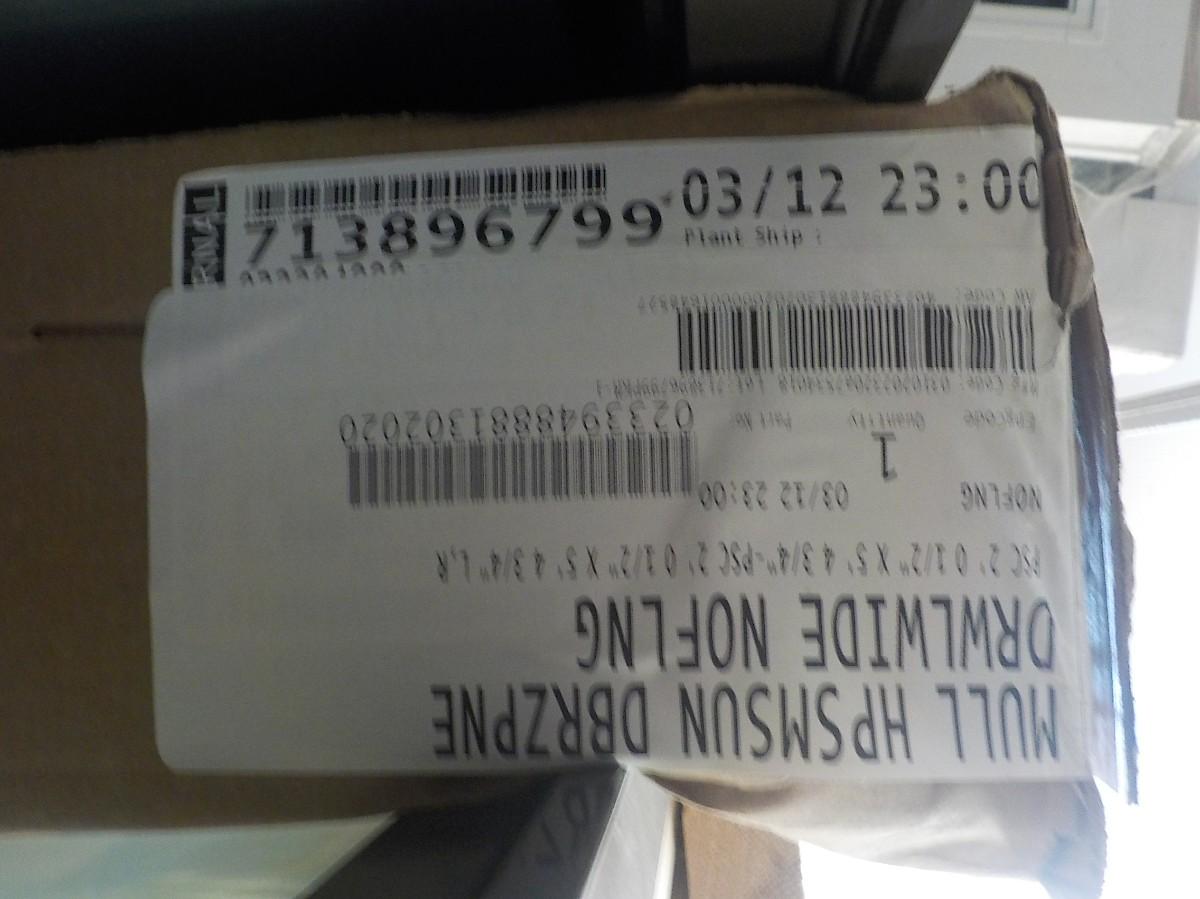 713896799
03/12 23:00
Plant Ship :
MULL HPSMSUN DBRZPNE
DRWLWIDE NOFLNG
PSC 2' 0 1/2" X 5' 4 3/4"-PSC 2' 0 1/2" X 5' 4 3/4" L,R
NOFLNG 03/12 23:00
1
EpgCode Quantity Part No:
0233948881302020